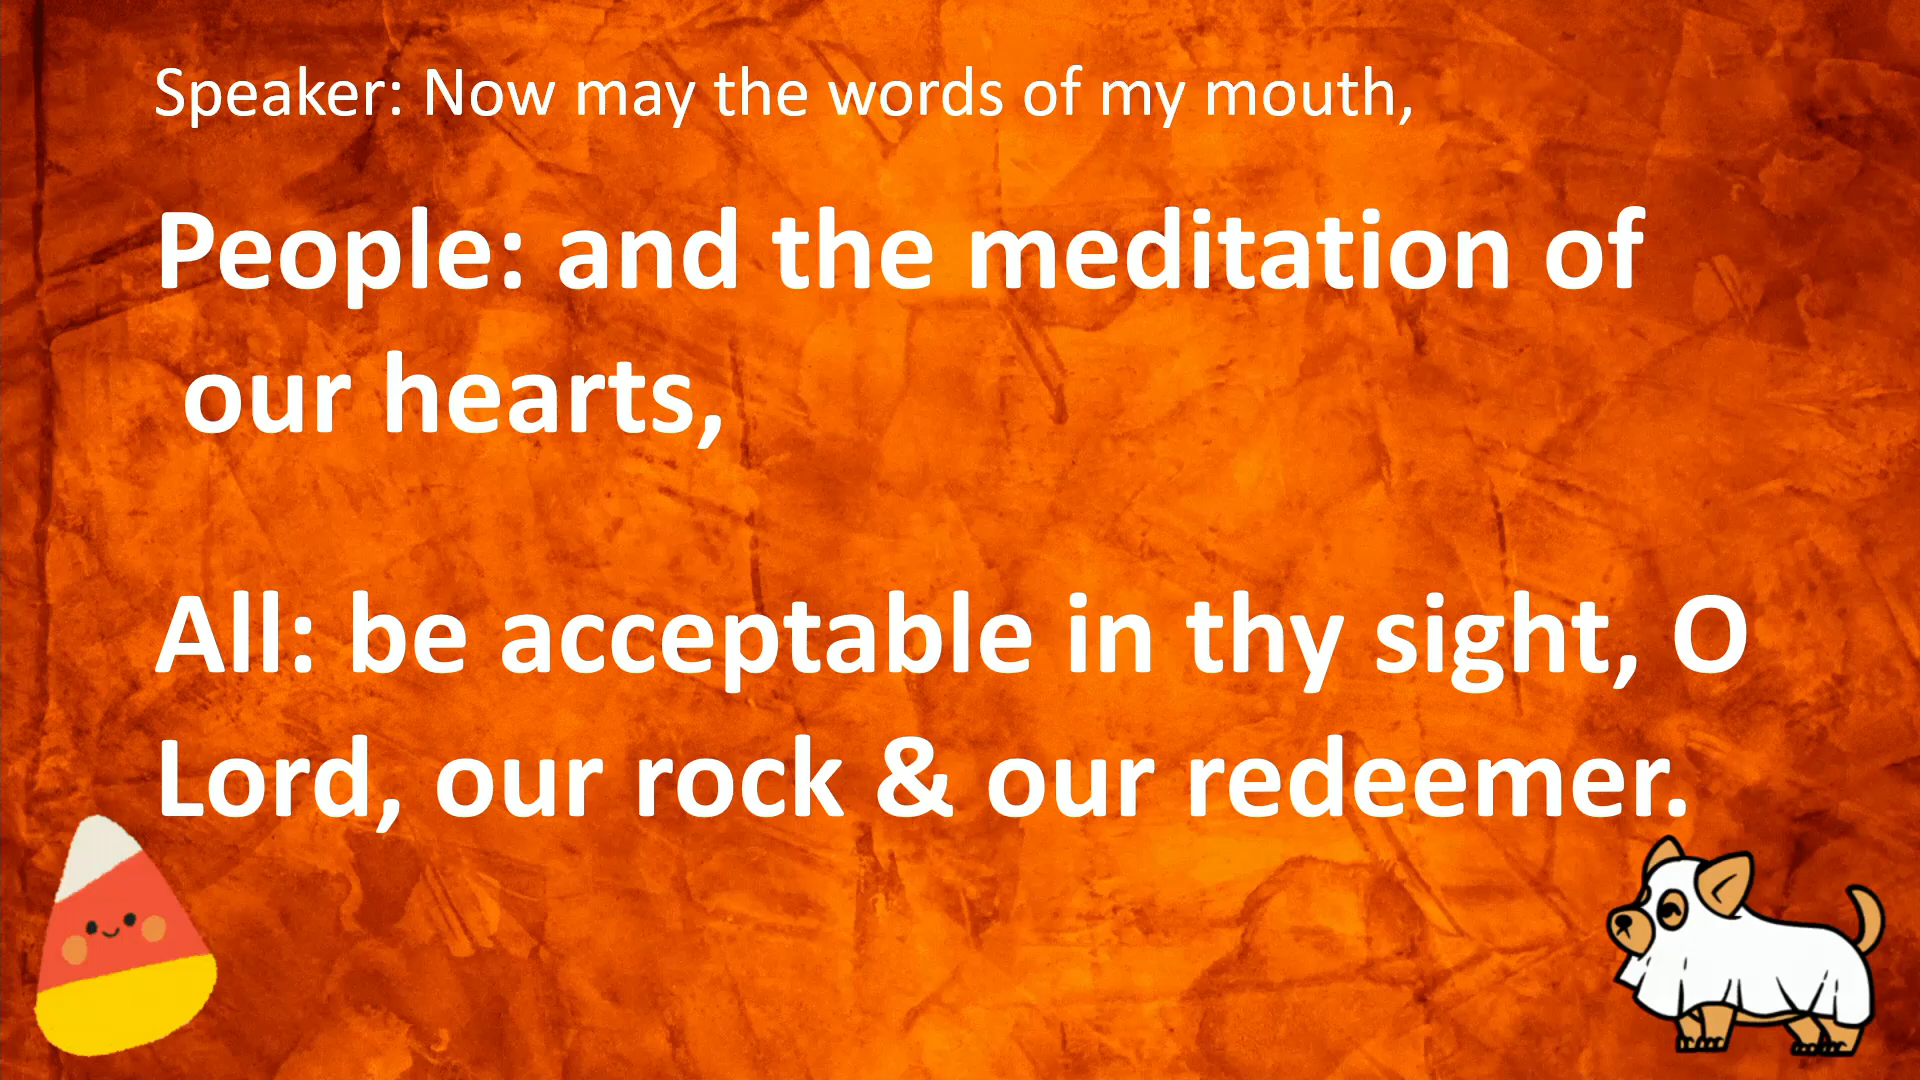 Speaker: Now may the words of my mouth,
People: and the meditation of
our hearts,
All: be acceptable in thy sight, O
Lord, our rock & our redeemer.